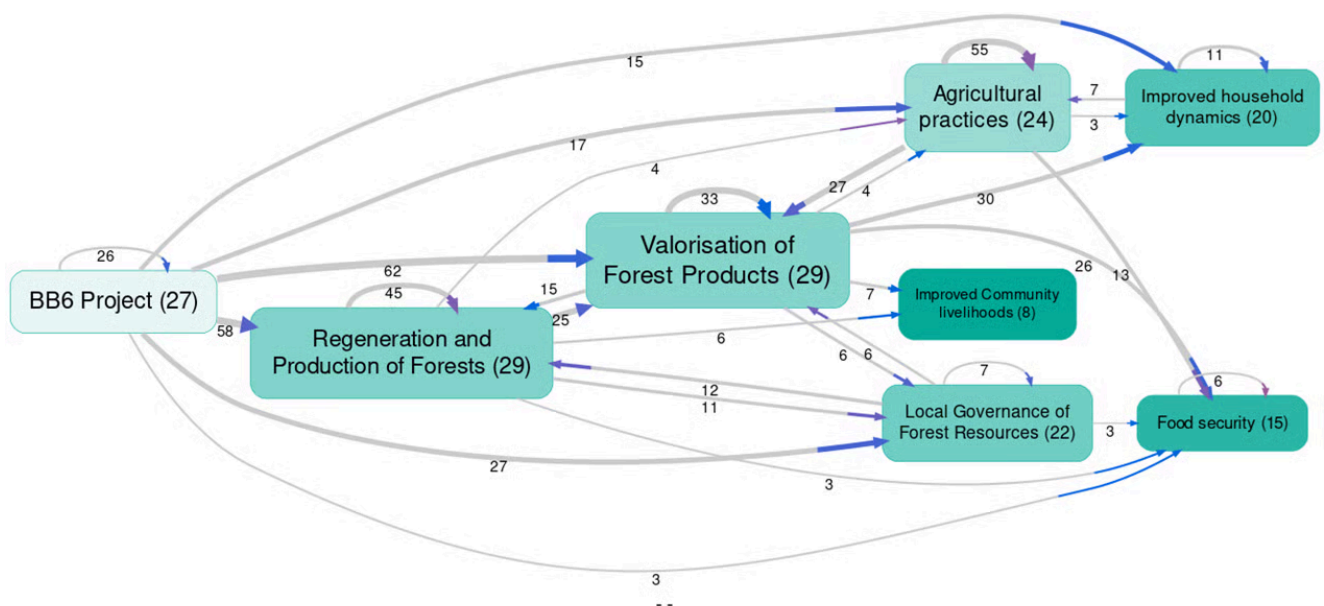 15
55
11
Agricultural
practices (24)
7
3
Improved household
dynamics (20)
17
4
33
27
4
30
26
Valorisation of
Forest Products (29)
26
13
BB6 Project (27)
62
45
15
25
7
Improved Community
livelihoods (8)
58
Regeneration and
Production of Forests (29)
6
6
6
7
6
12
11
Local Governance of
Forest Resources (22)
3
Food security (15)
27
3
3